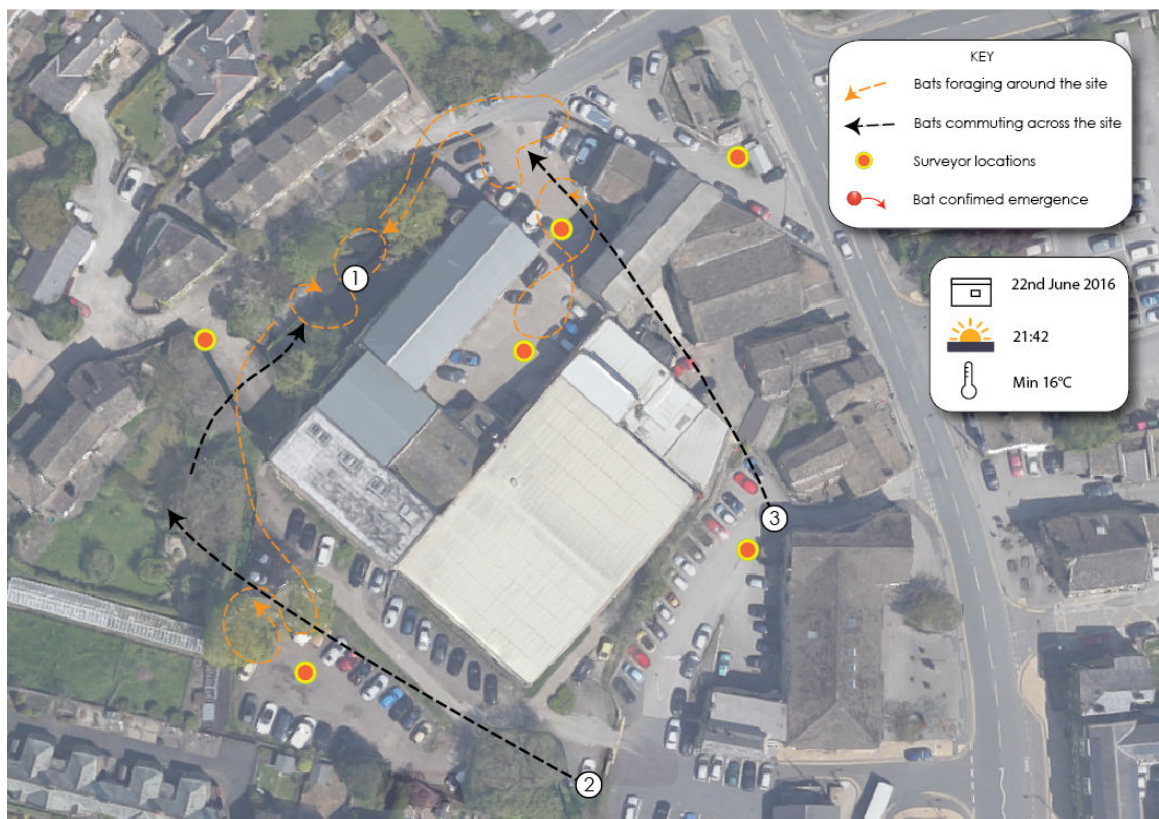 KEY
Bats foraging around the site
Bats commuting across the site
Surveyor locations
Bat confimed emergence
22nd June 2016
21:42
Min 16°C
1
3
2